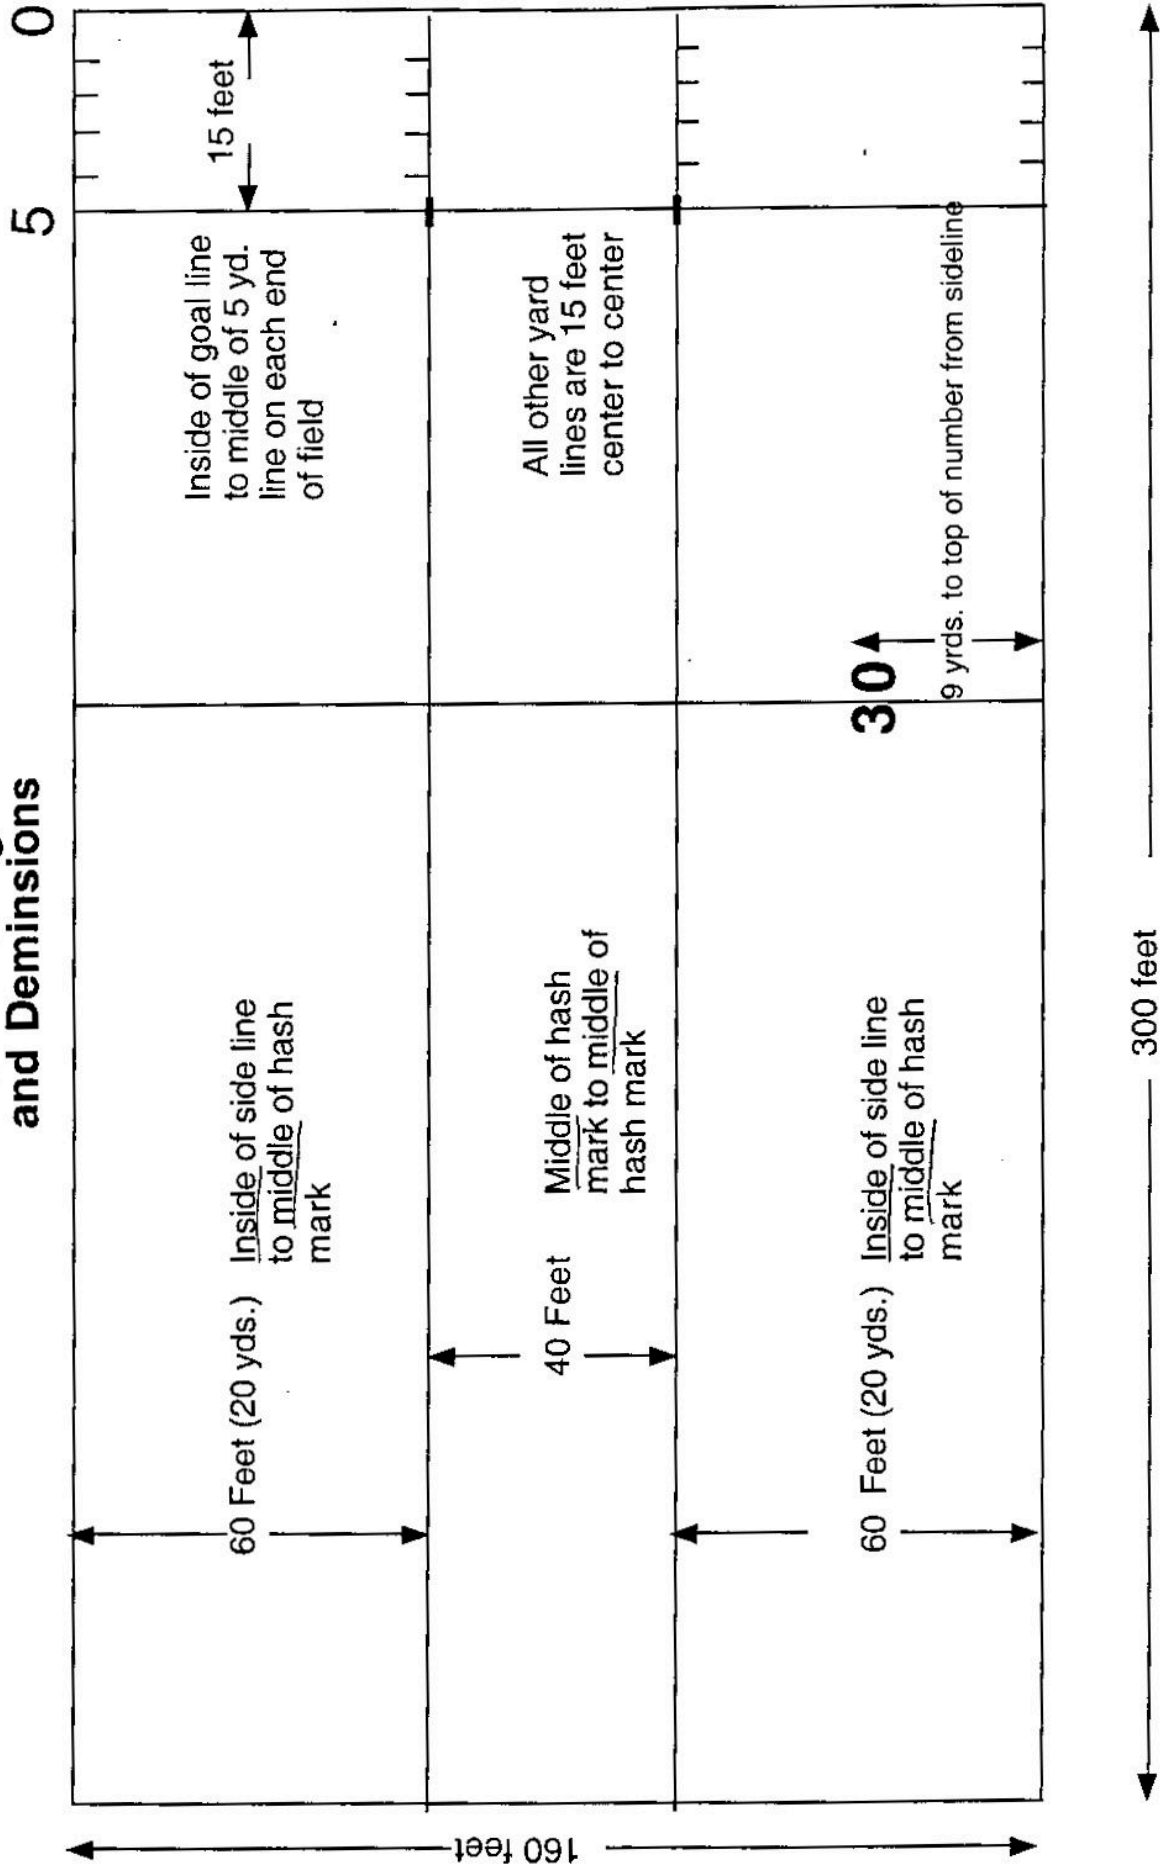 and Deminsions
0
5
15 feet
Inside of goal line
to middle of 5 yd.
line on each end
of field
All other yard
lines are 15 feet
center to center
30
9 yrds. to top of number from sideline
60 Feet (20 yds.)
Inside of side line
to middle of hash
mark
40 Feet
Middle of hash
mark to middle of
hash mark
60 Feet (20 yds.)
Inside of side line
to middle of hash
mark
160 feet
300 feet